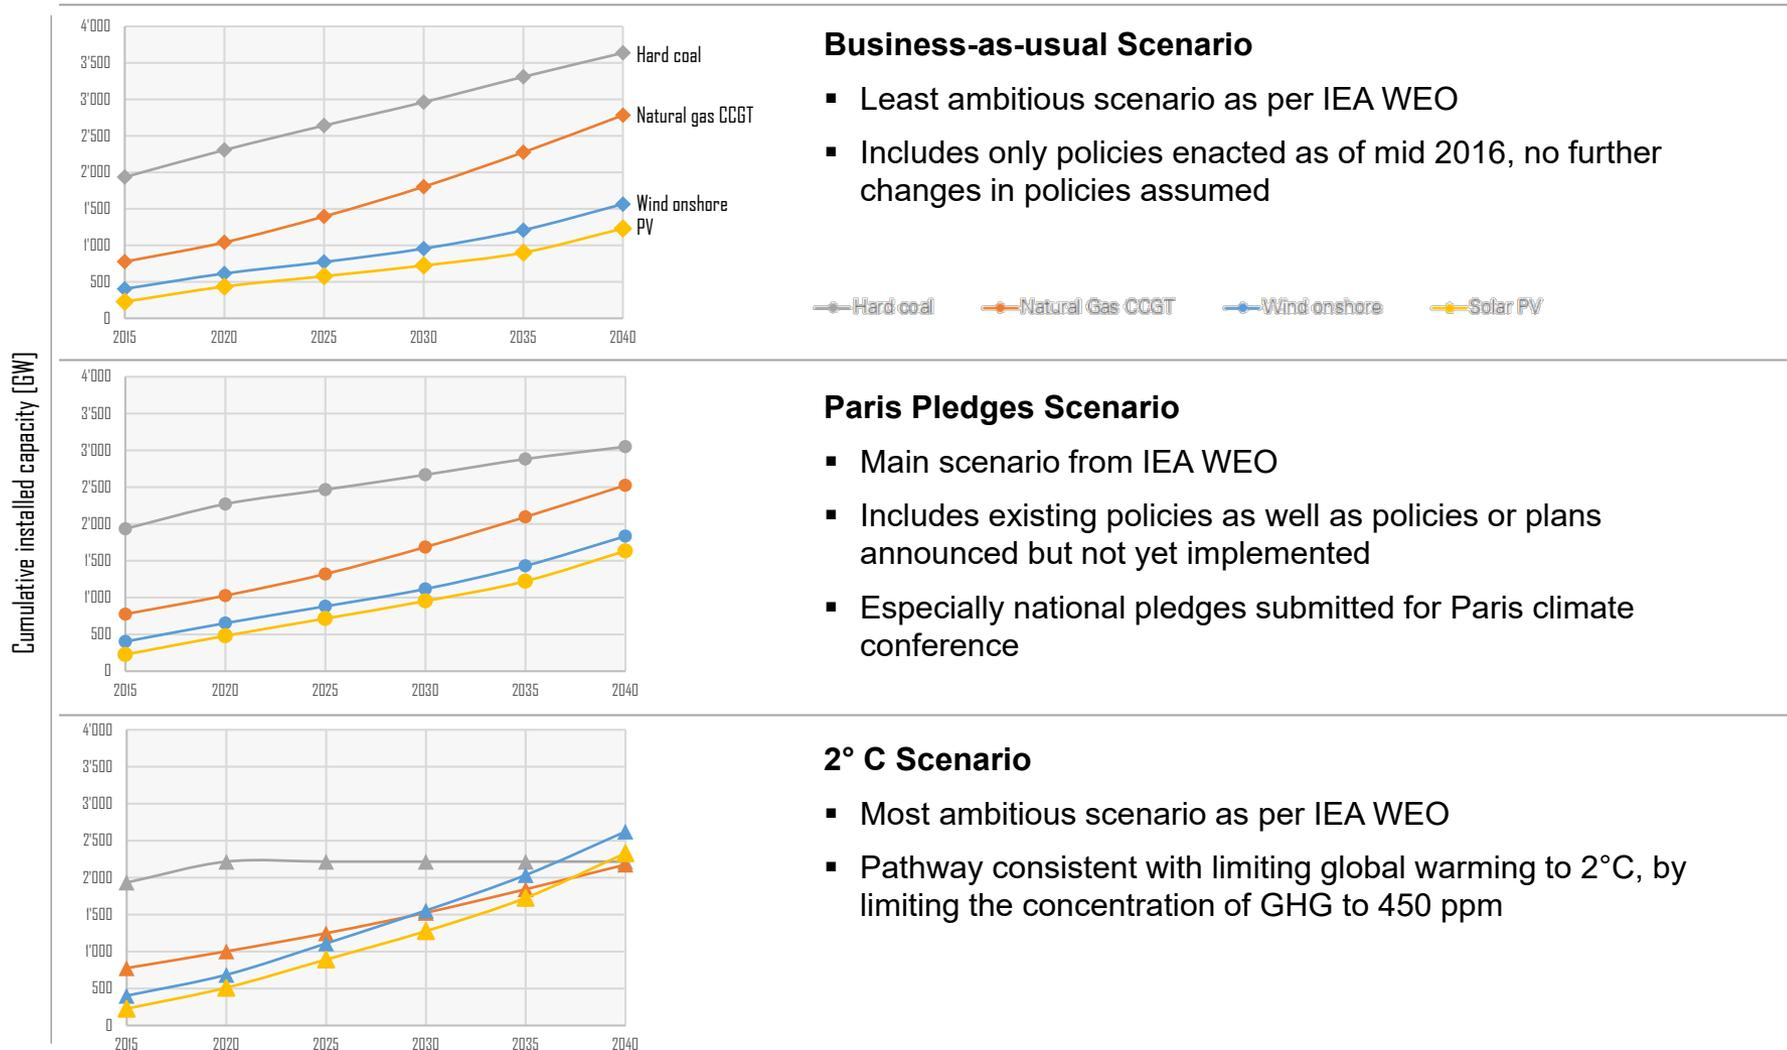 Cumulative installed capacity [GW]
4'000
3'500
3'000
2'500
2'000
1'500
1'000
500
0
2015 2020 2025 2030 2035 2040
Hard coal
Natural gas CCGT
Wind onshore
PV
Business-as-usual Scenario
▪ Least ambitious scenario as per IEA WEO
▪ Includes only policies enacted as of mid 2016, no further
changes in policies assumed
Hard coal Natural Gas CCGT Wind onshore Solar PV
4'000
3'500
3'000
2'500
2'000
1'500
1'000
500
0
2015 2020 2025 2030 2035 2040
Paris Pledges Scenario
▪ Main scenario from IEA WEO
▪ Includes existing policies as well as policies or plans
announced but not yet implemented
▪ Especially national pledges submitted for Paris climate
conference
4'000
3'500
3'000
2'500
2'000
1'500
1'000
500
0
2015 2020 2025 2030 2035 2040
2° C Scenario
▪ Most ambitious scenario as per IEA WEO
▪ Pathway consistent with limiting global warming to 2°C, by
limiting the concentration of GHG to 450 ppm